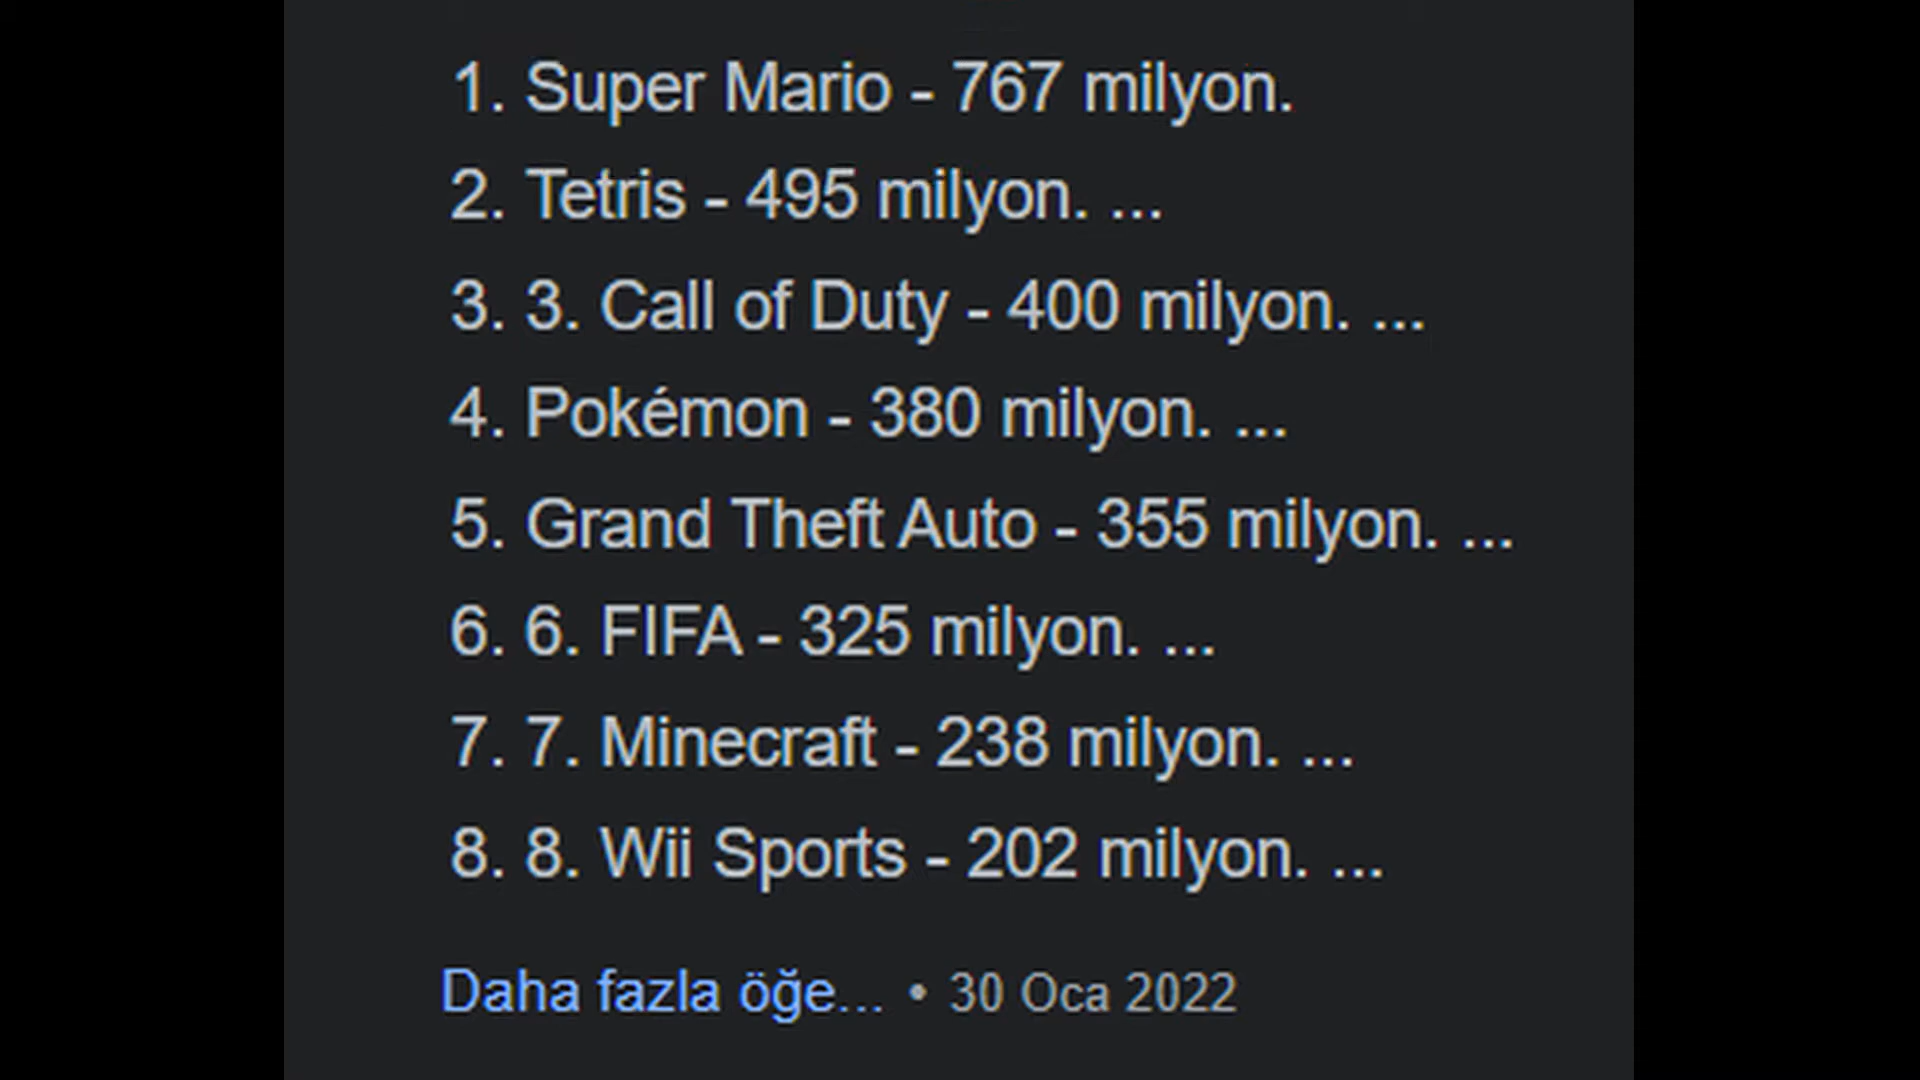 1. Super Mario - 767 milyon.
2. Tetris - 495 milyon. ...
3. 3. Call of Duty - 400 milyon. ...
4. Pokémon - 380 milyon. ...
5. Grand Theft Auto - 355 milyon. ...
6. 6. FIFA - 325 milyon. ...
7. 7. Minecraft - 238 milyon. ...
8. 8. Wii Sports - 202 milyon. ...
Daha fazla öğe... • 30 Oca 2022